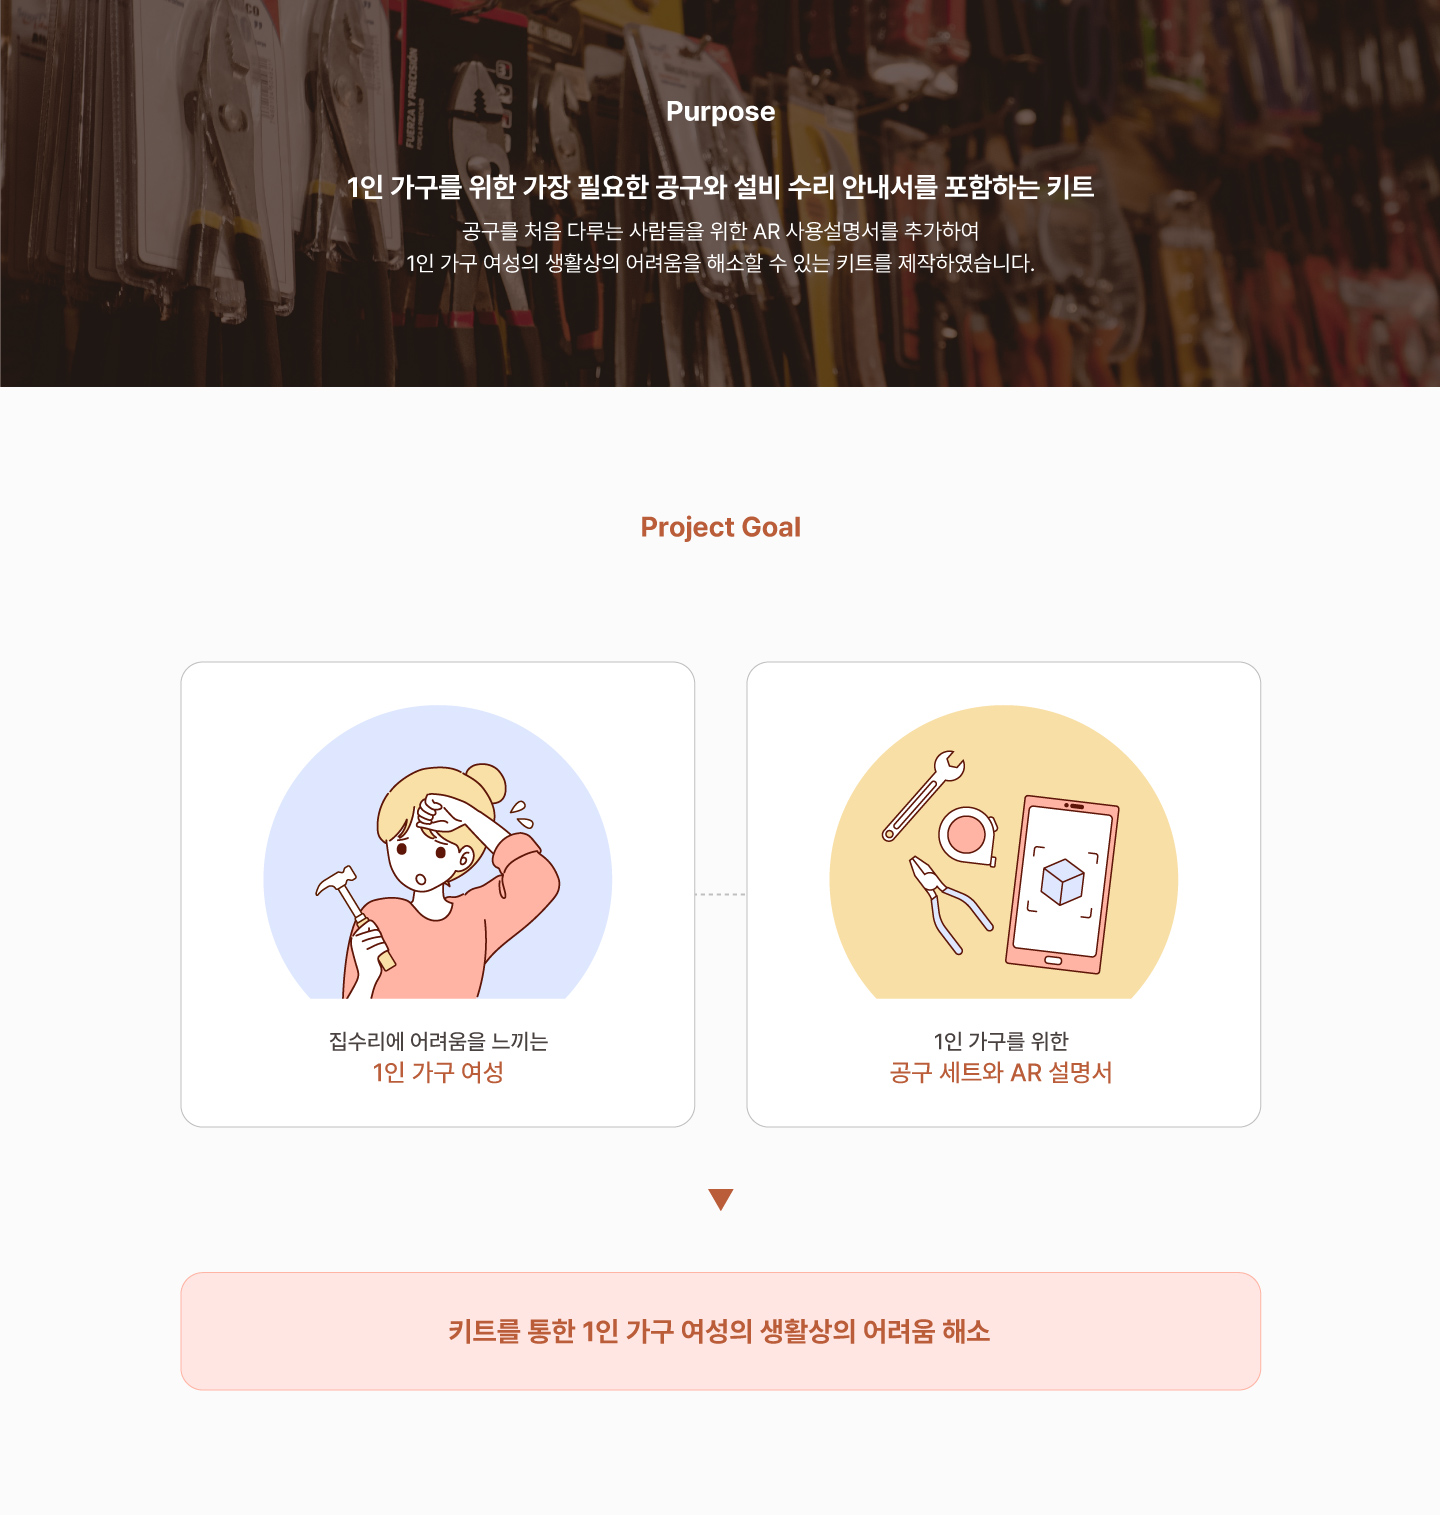 CO
FUERZA Y PRECISIÓN
Purpose
1인 가구를 위한 가장 필요한 공구와 설비 수리 안내서를 포함하는 키트
공구를 처음 다루는 사람들을 위한 AR 사용설명서를 추가하여
1인 가구 여성의 생활상의 어려움을 해소할 수 있는 키트를 제작하였습니다.
Project Goal
집수리에 어려움을 느끼는
1인 가구 여성
1인 가구를 위한
공구 세트와 AR 설명서
키트를 통한 1인 가구 여성의 생활상의 어려움 해소